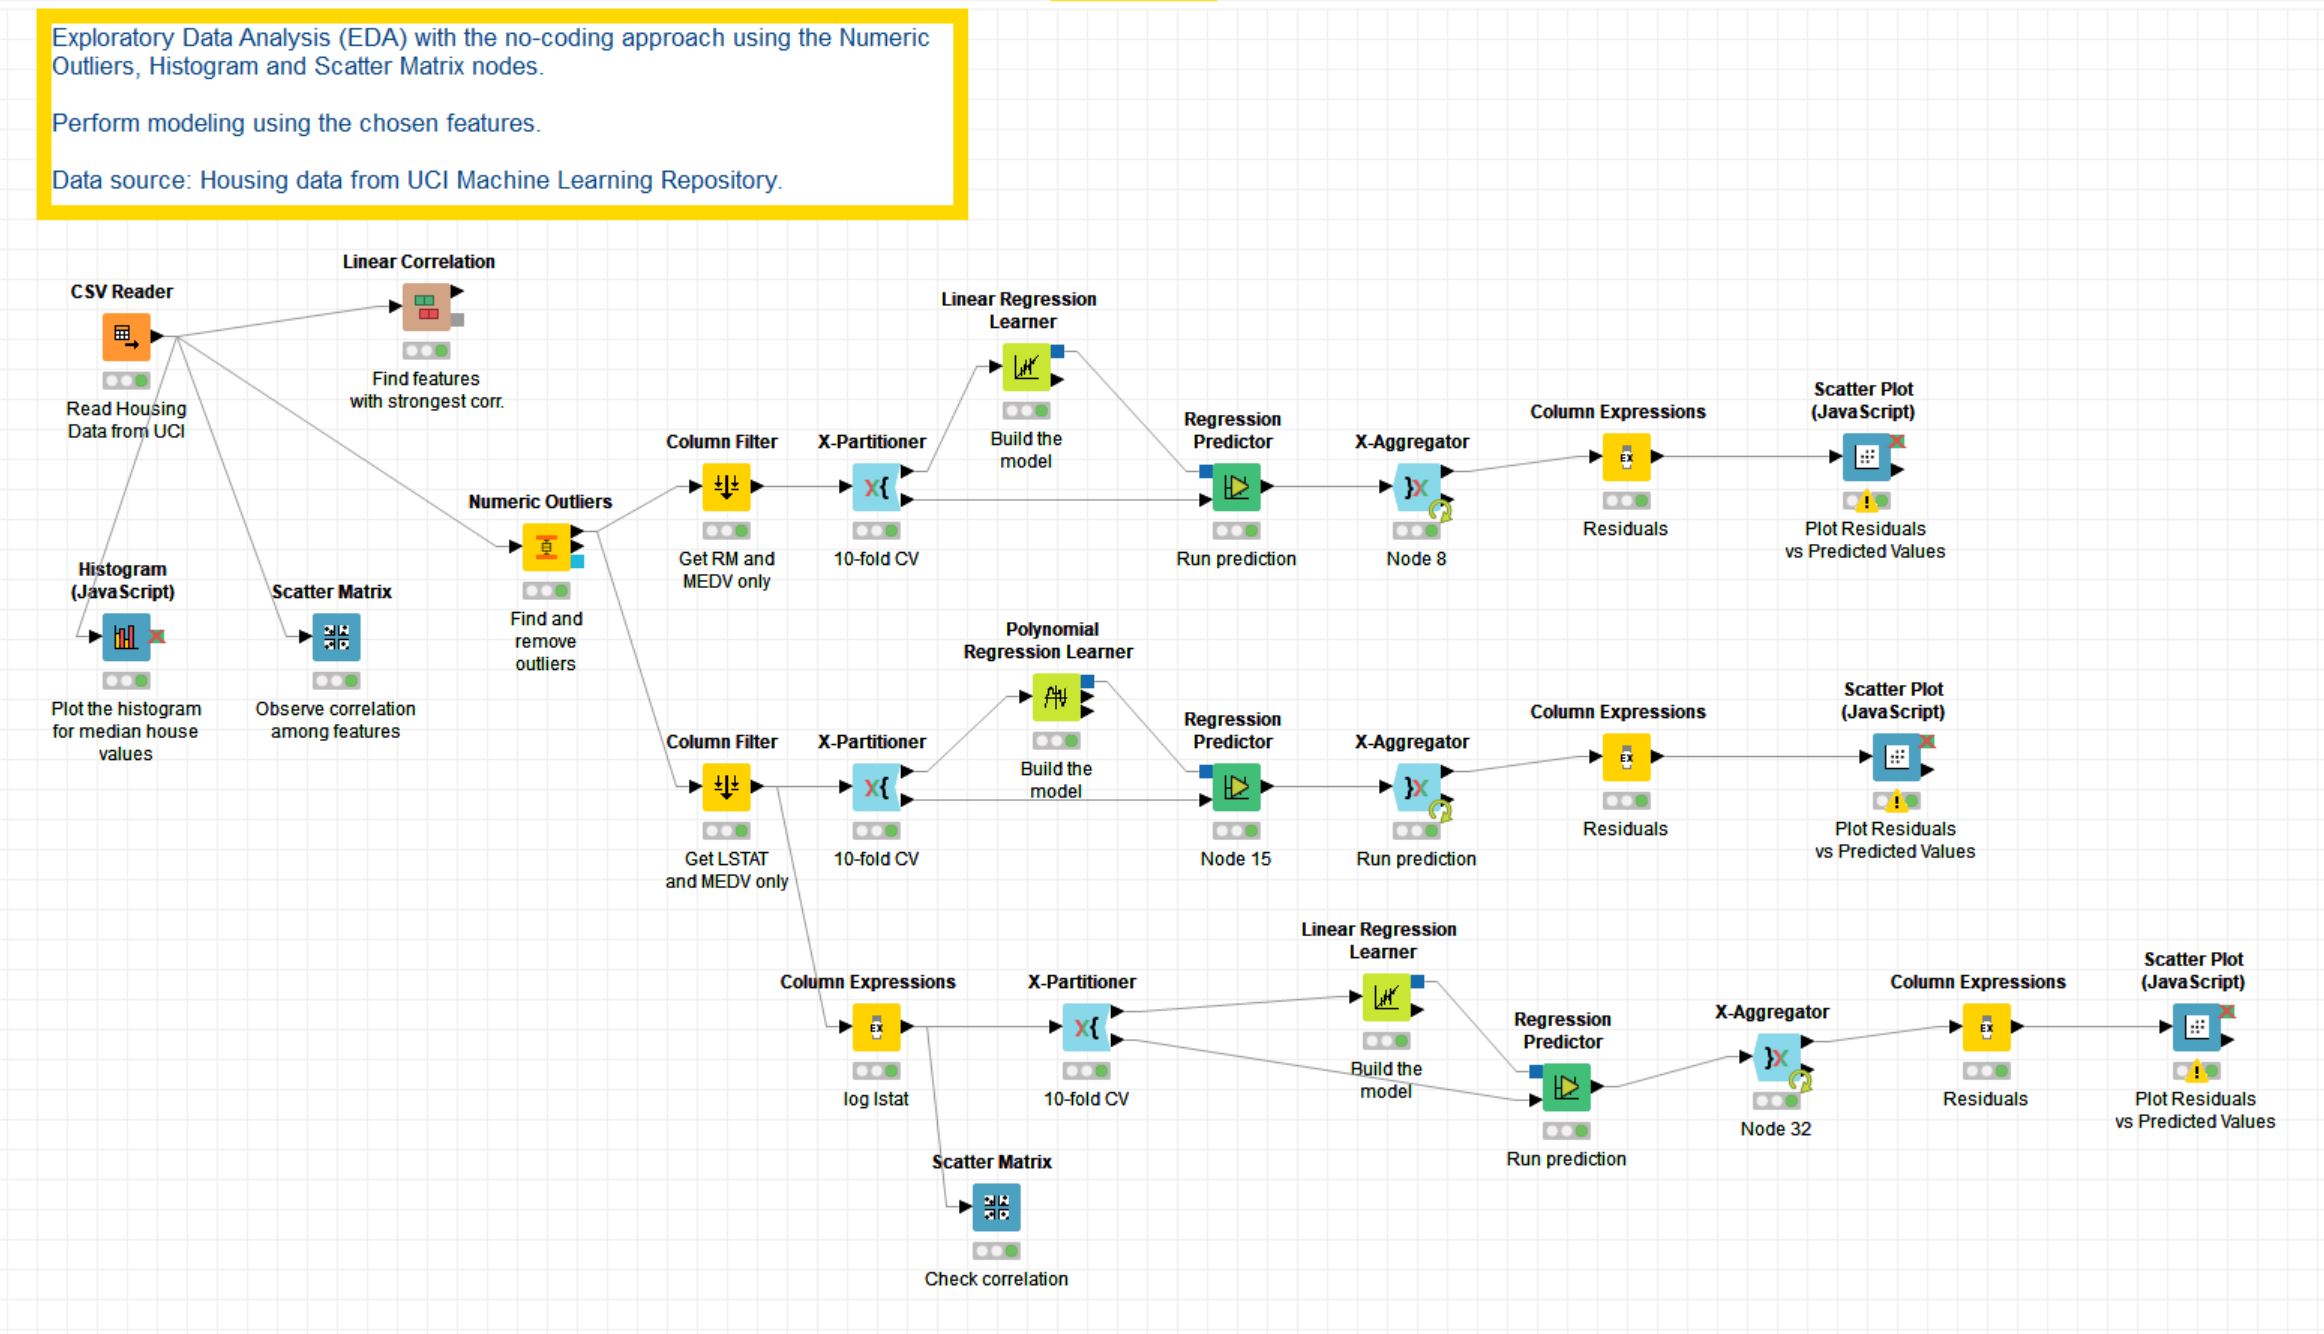 Exploratory Data Analysis (EDA) with the no-coding approach using the Numeric
Outliers, Histogram and Scatter Matrix nodes.
Perform modeling using the chosen features.
Data source: Housing data from UCI Machine Learning Repository.
Linear Correlation
Find features
with strongest corr.
CSV Reader
Read Housing
Data from UCI
Histogram
(JavaScript)
Plot the histogram
for median house
values
Scatter Matrix
Observe correlation
among features
Numeric Outliers
Find and
remove
outliers
Column Filter
Get RM and
MEDV only
X-Partitioner
10-fold CV
Linear Regression
Learner
Build the
model
Regression
Predictor
Run prediction
X-Aggregator
Node 8
Column Expressions
Residuals
Scatter Plot
(JavaScript)
Plot Residuals
vs Predicted Values
Column Filter
Get LSTAT
and MEDV only
X-Partitioner
10-fold CV
Polynomial
Regression Learner
Build the
model
Regression
Predictor
Node 15
X-Aggregator
Run prediction
Column Expressions
Residuals
Scatter Plot
(JavaScript)
Plot Residuals
vs Predicted Values
Column Expressions
log lstat
X-Partitioner
10-fold CV
Linear Regression
Learner
Build the
model
Regression
Predictor
Run prediction
X-Aggregator
Node 32
Column Expressions
Residuals
Scatter Plot
(JavaScript)
Plot Residuals
vs Predicted Values
Scatter Matrix
Check correlation